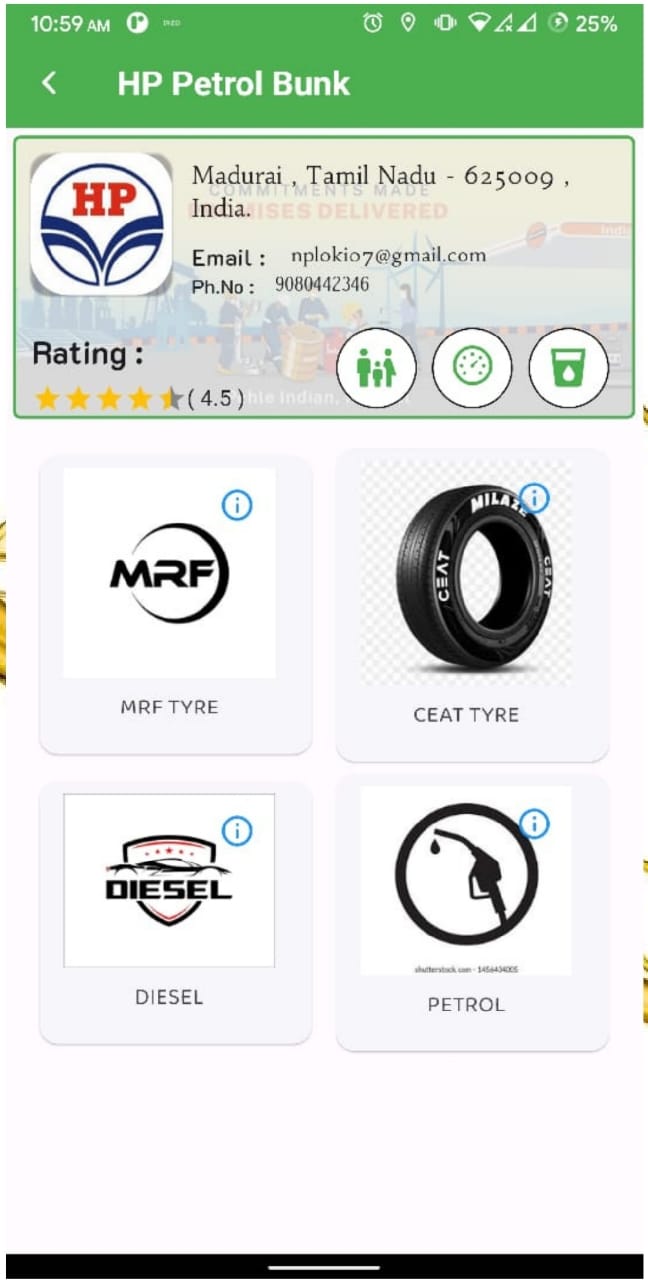 10:59 AM
25%
HP Petrol Bunk
HP
Madurai , Tamil Nadu - 625009 ,
COMMITMENTS MADE
India.
PROMISES DELIVERED
Email : nploki07@gmail.com
Ph.No : 9080442346
Rating :
( 4.5 )
MRF
MILAZE
CEAT
CEAT
MRF TYRE
CEAT TYRE
DIESEL
shutterstock.com · 1456434005
DIESEL
PETROL